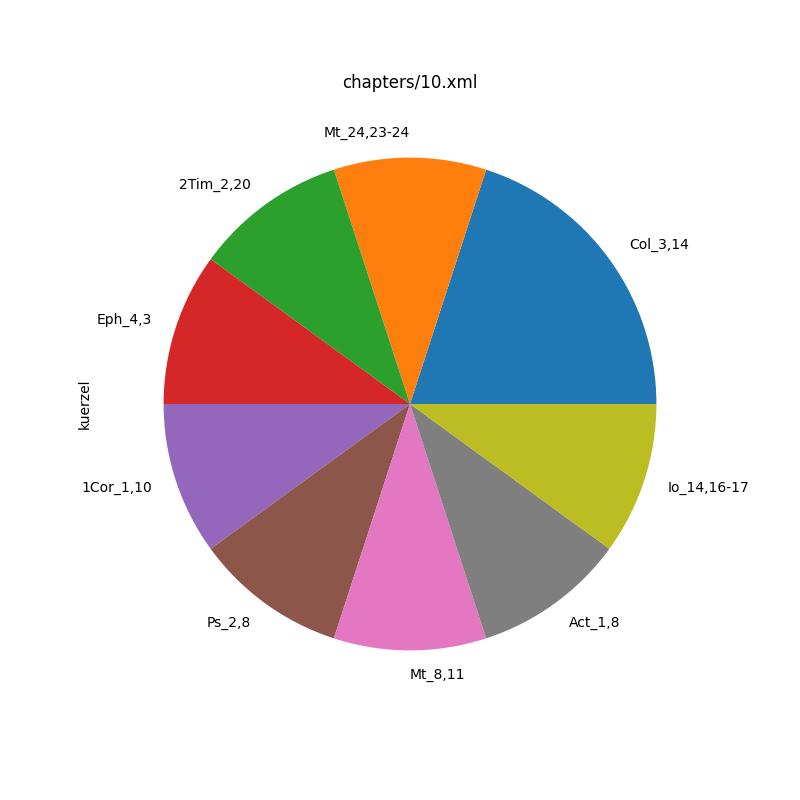 chapters/10.xml
Mt_24,23-24
2Tim_2,20
Col_3,14
Eph_4,3
kuerzel
1Cor_1,10
Io_14,16-17
Ps_2,8
Act_1,8
Mt_8,11